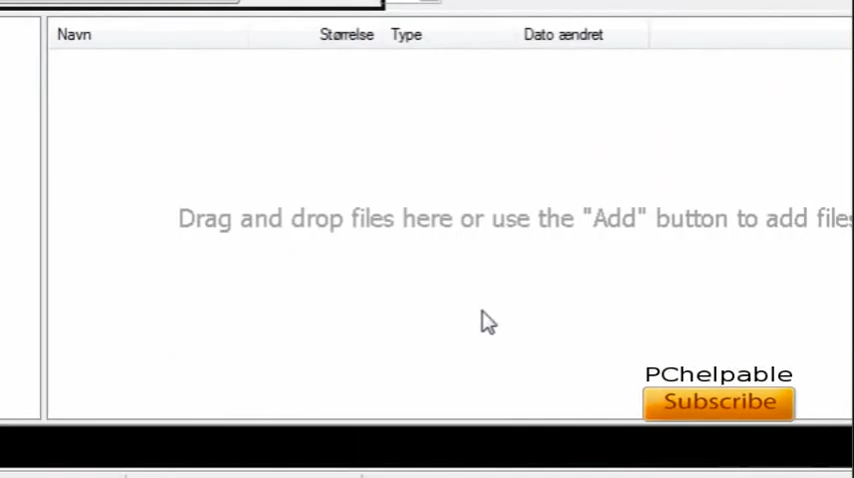 Navn Størrelse Type Dato ændret
Drag and drop files here or use the "Add" button to add files
PChelpable
Subscribe